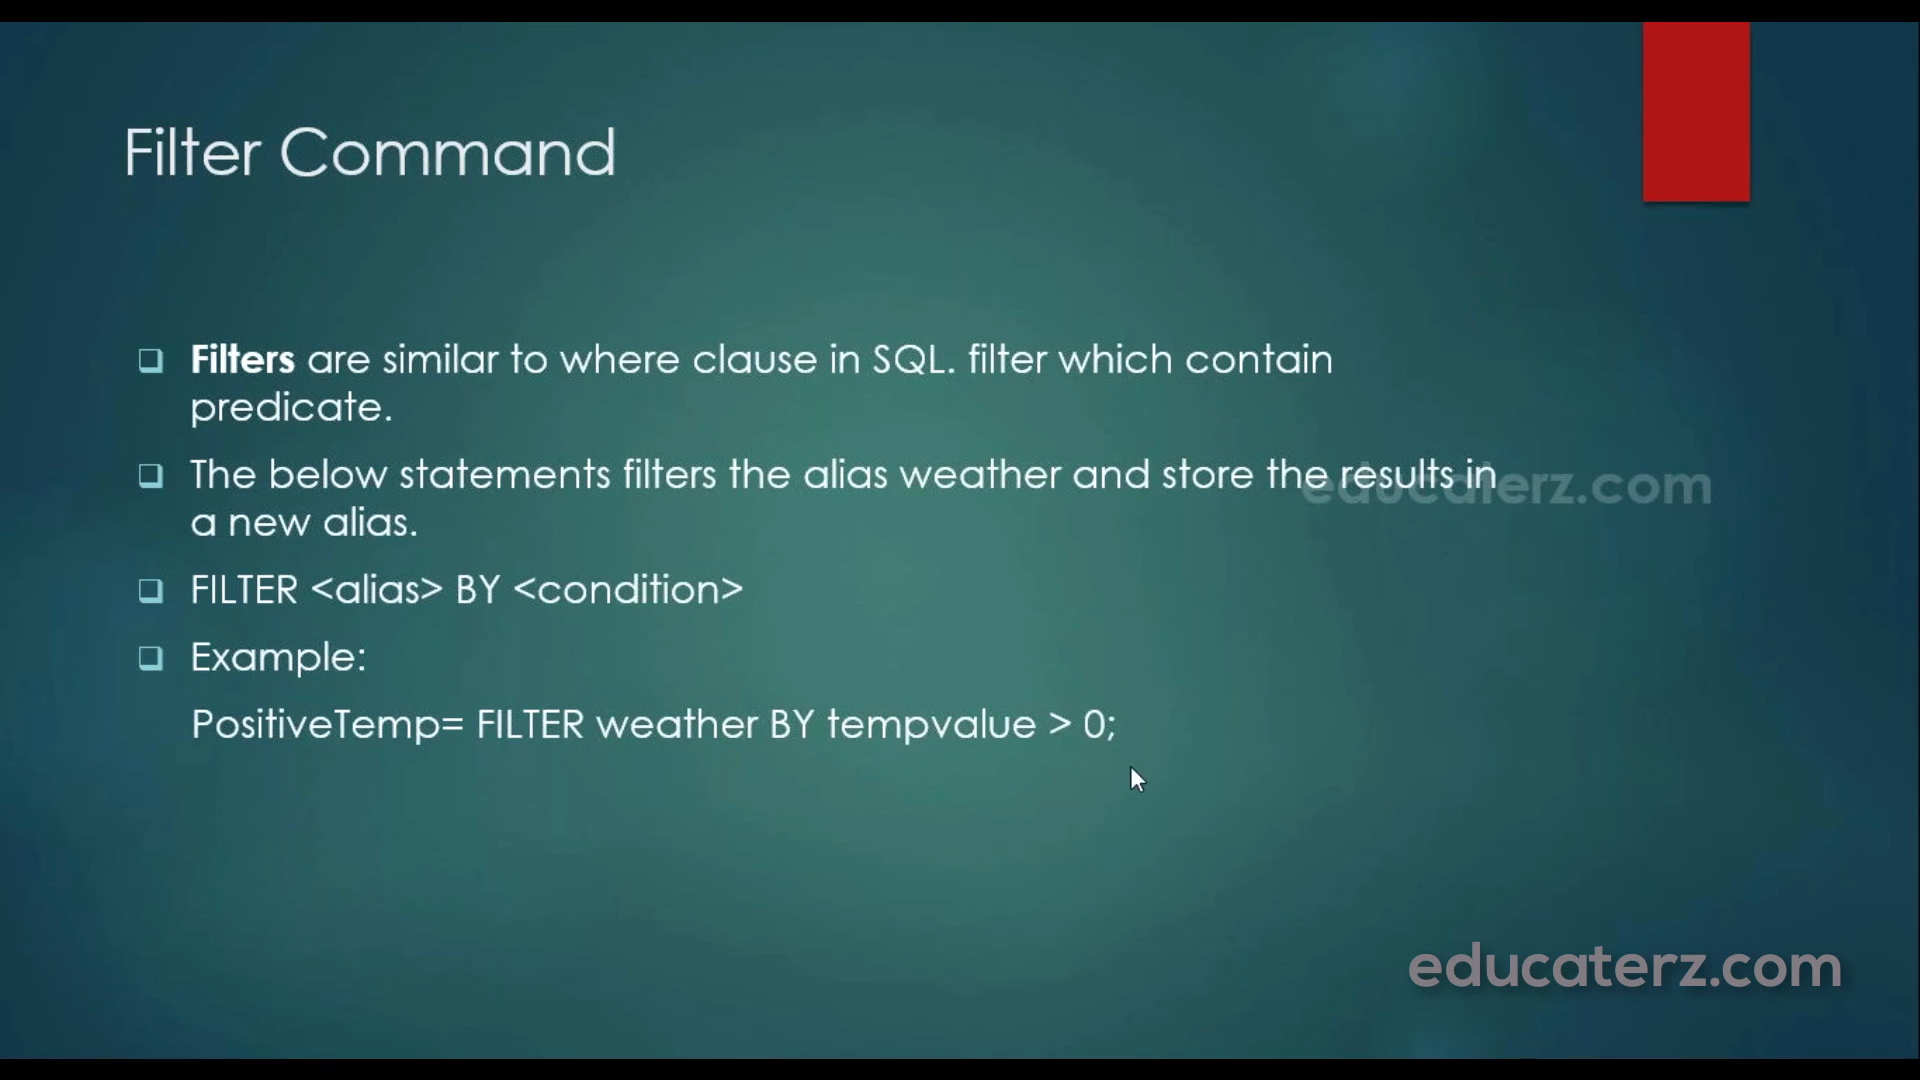 Filter Command
Filters are similar to where clause in SQL. filter which contain
predicate.
The below statements filters the alias weather and store the results in
educaterz.com
a new alias.
FILTER <alias> BY <condition>
Example:
PositiveTemp= FILTER weather BY tempvalue > 0;
educaterz.com